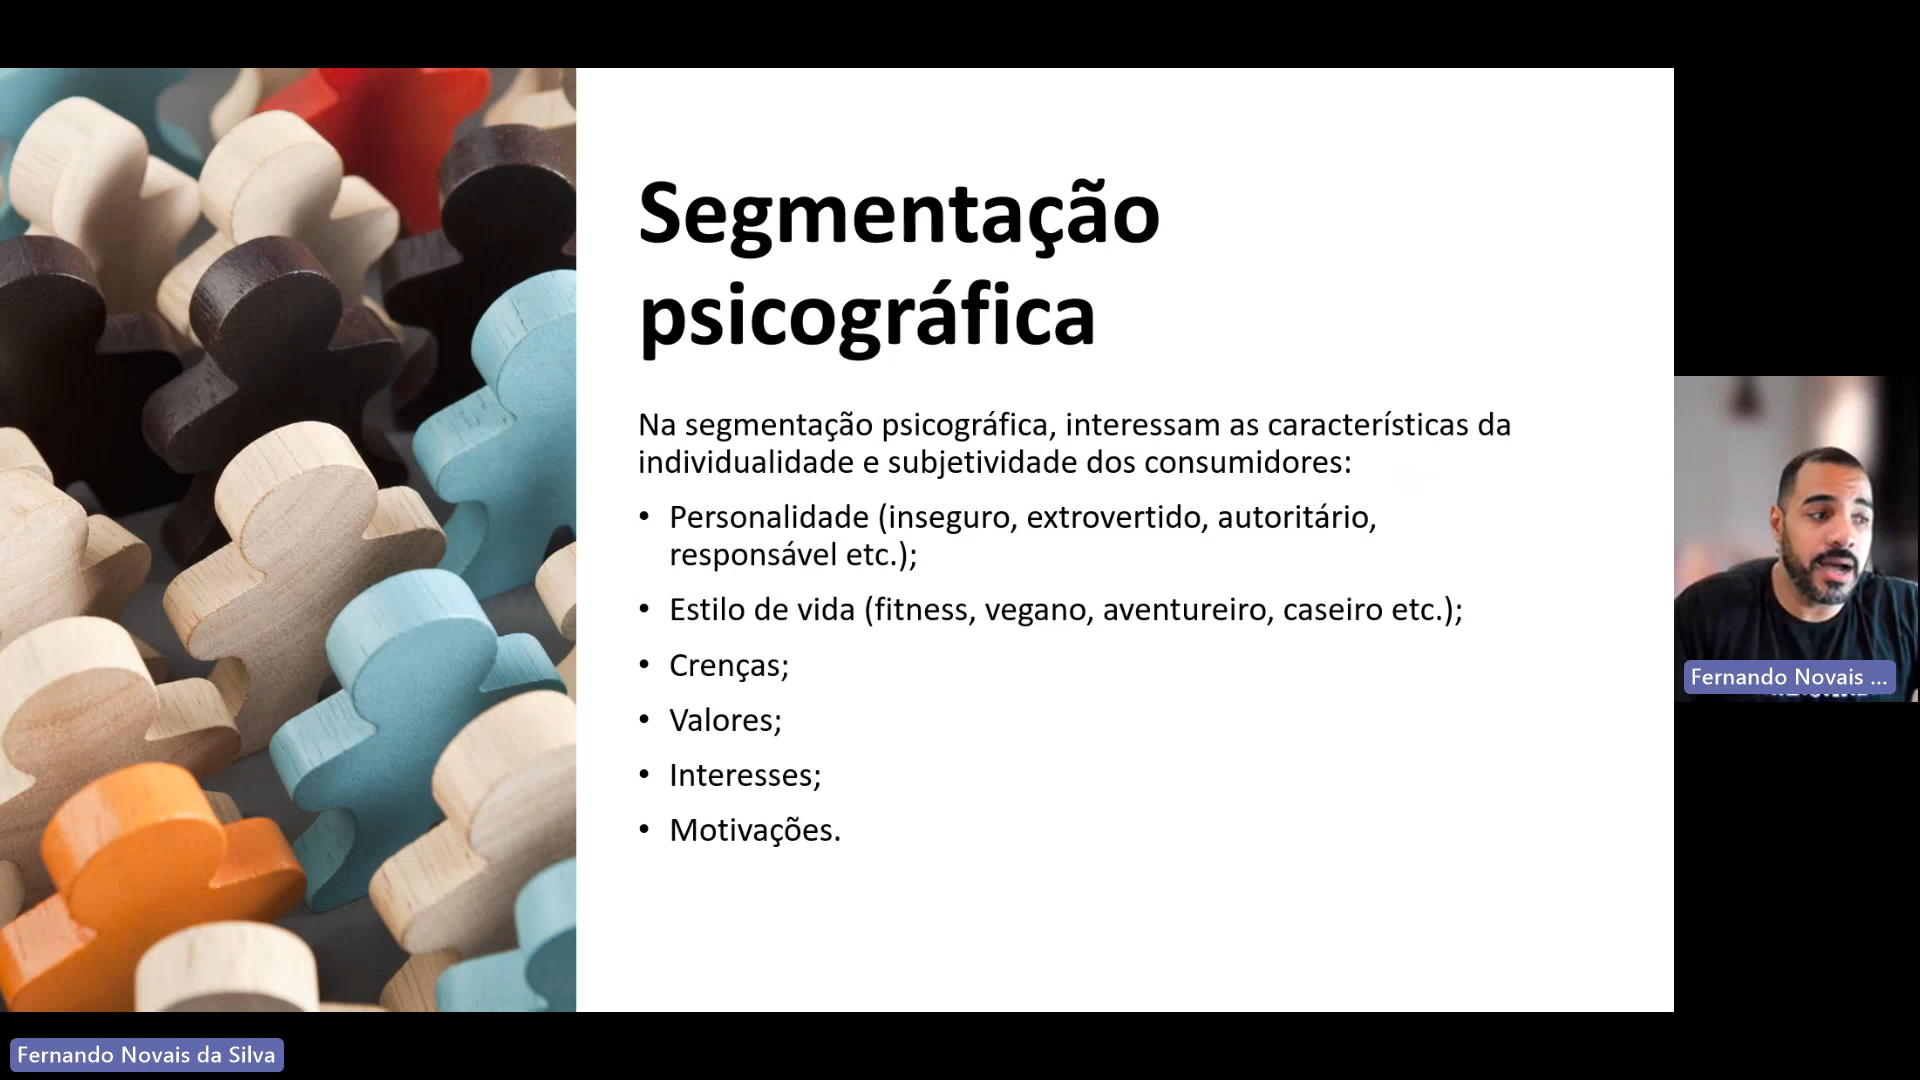 Segmentação
psicográfica
Na segmentação psicográfica, interessam as características da
individualidade e subjetividade dos consumidores:
• Personalidade (inseguro, extrovertido, autoritário,
responsável etc.);
• Estilo de vida (fitness, vegano, aventureiro, caseiro etc.);
• Crenças;
• Valores;
• Interesses;
• Motivações.
Fernando Novais ...
Fernando Novais da Silva